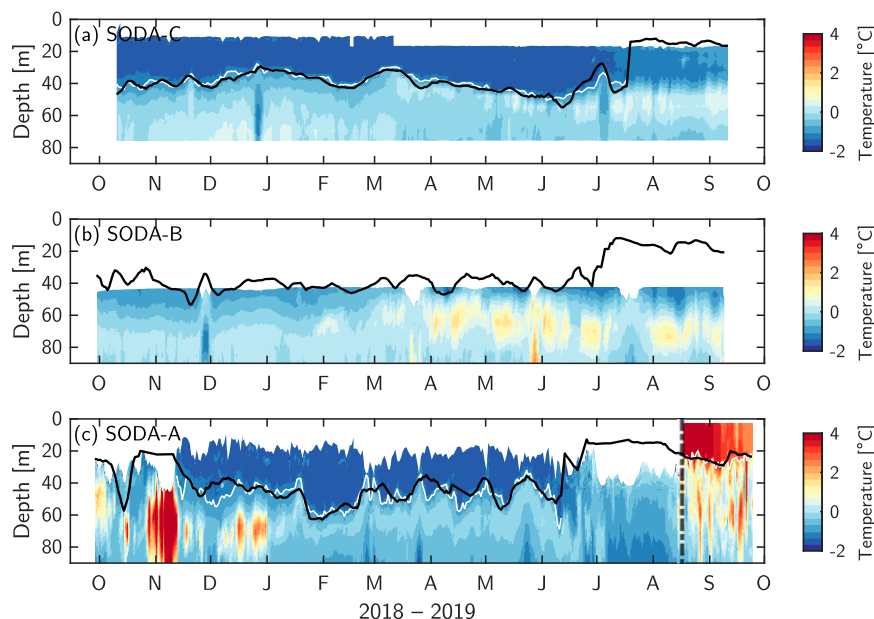 (a) SODA-C
0
20
40
60
80
Depth [m]
O N D J F M A M J J A S O
4
2
0
-2
Temperature [°C]
(b) SODA-B
0
20
40
60
80
Depth [m]
O N D J F M A M J J A S O
4
2
0
-2
Temperature [°C]
(c) SODA-A
0
20
40
60
80
Depth [m]
O N D J F M A M J J A S O
4
2
0
-2
Temperature [°C]
2018 – 2019